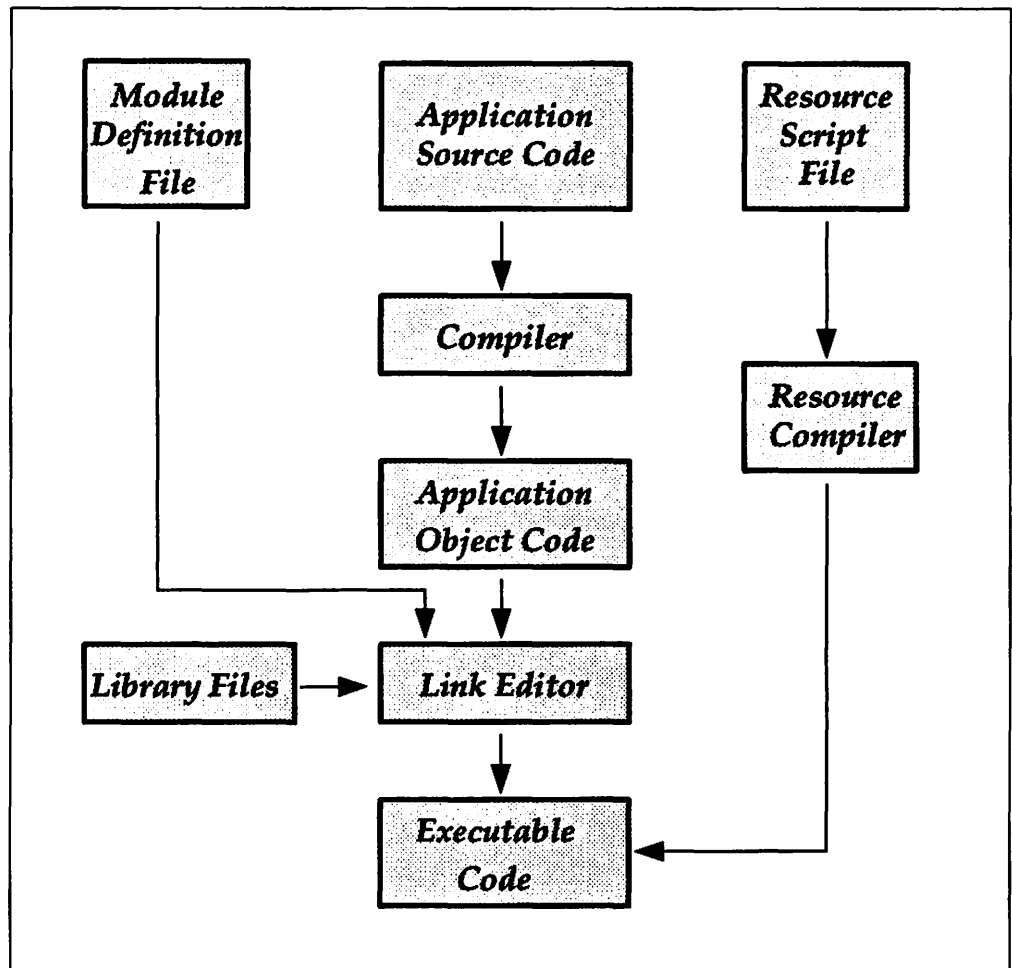 Module
Definition
File
Application
Source Code
Resource
Script
File
Compiler
Resource
Compiler
Application
Object Code
Library Files
Link Editor
Executable
Code